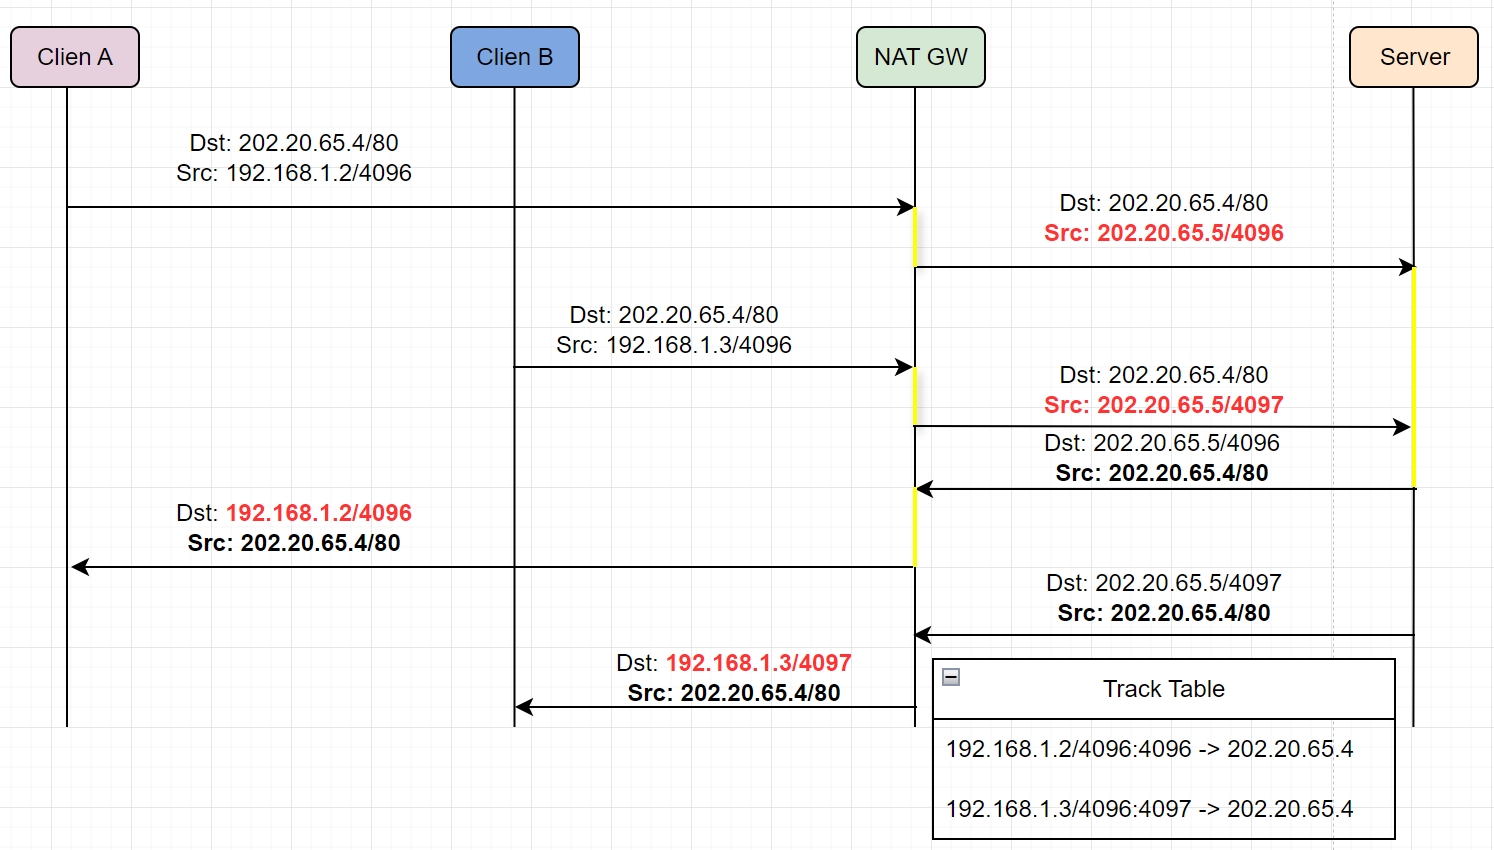 Clien A
Clien B
NAT GW
Server
Dst: 202.20.65.4/80
Src: 192.168.1.2/4096
Dst: 202.20.65.4/80
Src: 202.20.65.5/4096
Dst: 202.20.65.4/80
Src: 192.168.1.3/4096
Dst: 202.20.65.4/80
Src: 202.20.65.5/4097
Dst: 202.20.65.5/4096
Src: 202.20.65.4/80
Dst: 192.168.1.2/4096
Src: 202.20.65.4/80
Dst: 202.20.65.5/4097
Src: 202.20.65.4/80
Dst: 192.168.1.3/4097
Src: 202.20.65.4/80
Track Table
192.168.1.2/4096:4096 -> 202.20.65.4
192.168.1.3/4096:4097 -> 202.20.65.4